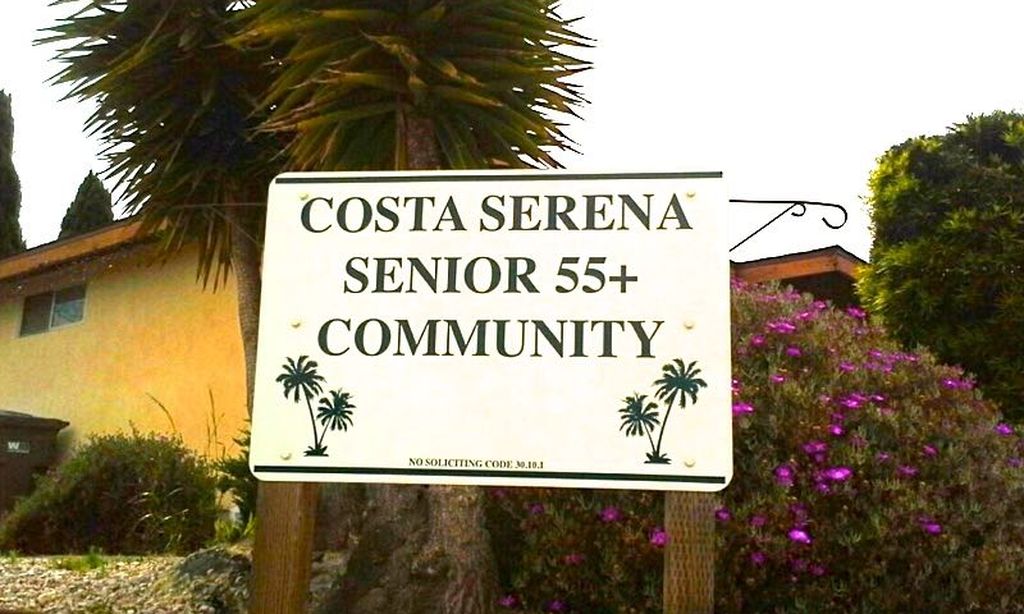 COSTA SERENA
SENIOR 55+
COMMUNITY
NO SOLICITING CODE 30.10.1
W